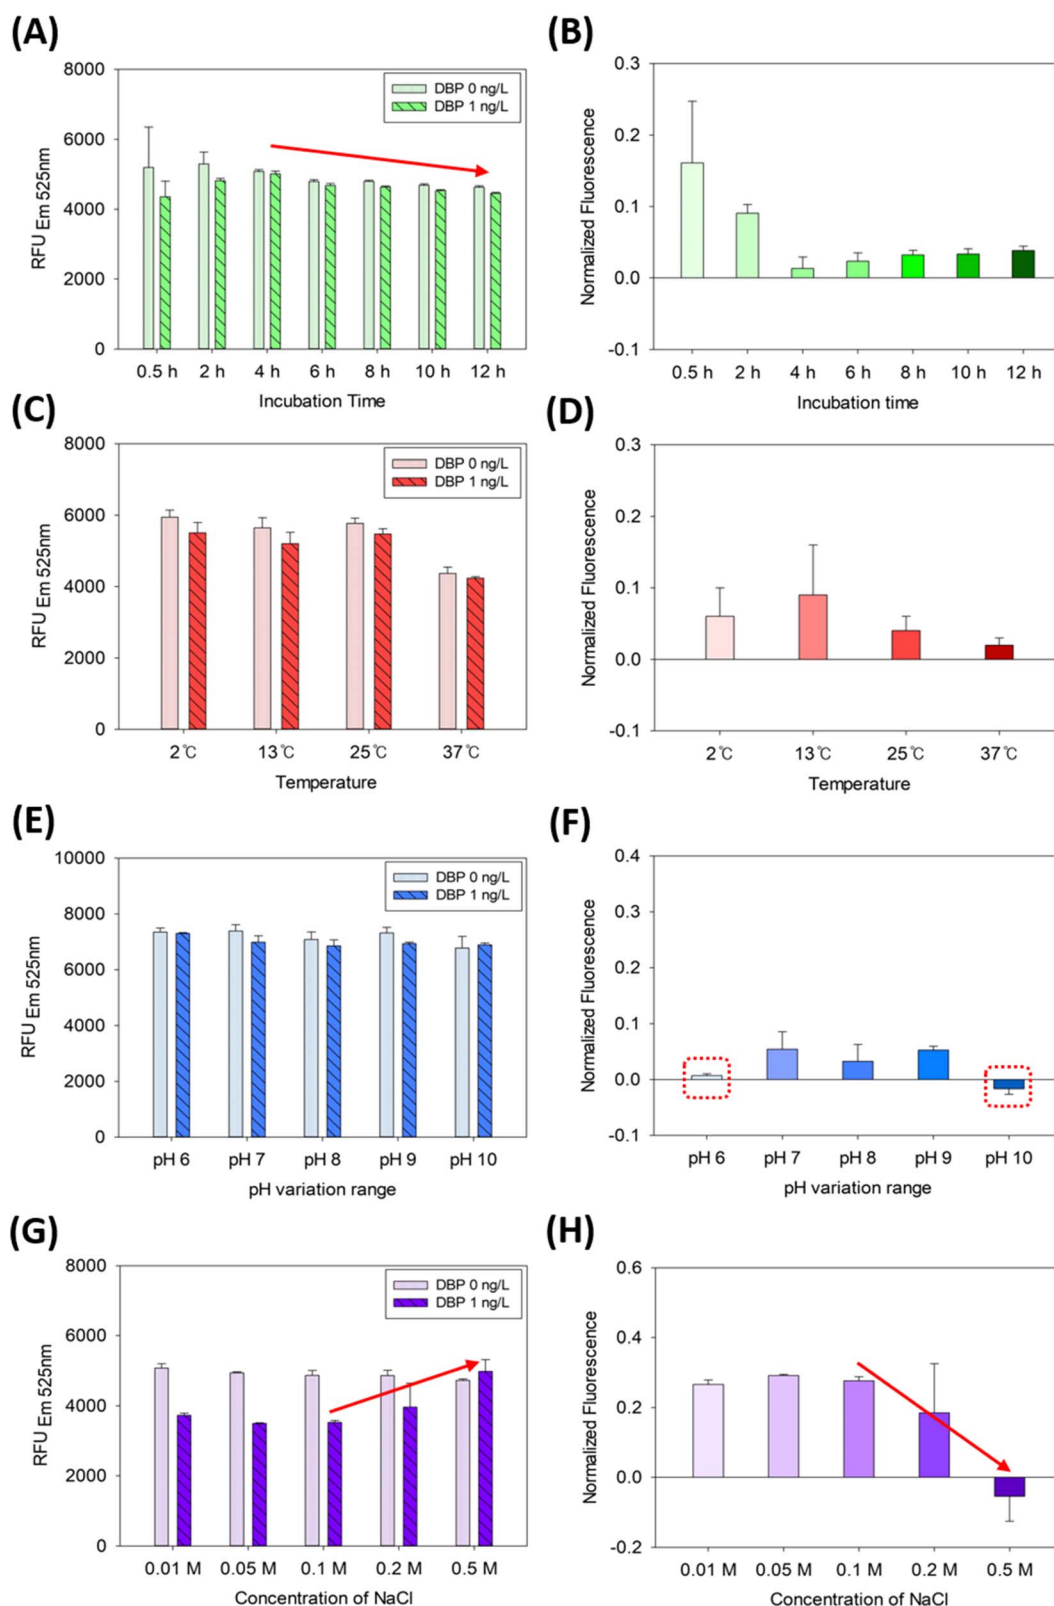 (A)
8000
6000
4000
2000
0
RFU Em 525nm
DBP 0 ng/L
DBP 1 ng/L
0.5 h 2 h 4 h 6 h 8 h 10 h 12 h
Incubation Time
(B)
0.3
0.2
0.1
0.0
-0.1
Normalized Fluorescence
0.5 h 2 h 4 h 6 h 8 h 10 h 12 h
Incubation time
(C)
8000
6000
4000
2000
0
RFU Em 525nm
DBP 0 ng/L
DBP 1 ng/L
2℃ 13℃ 25℃ 37℃
Temperature
(D)
0.3
0.2
0.1
0.0
-0.1
Normalized Fluorescence
2℃ 13℃ 25℃ 37℃
Temperature
(E)
10000
8000
6000
4000
2000
0
RFU Em 525nm
DBP 0 ng/L
DBP 1 ng/L
pH 6 pH 7 pH 8 pH 9 pH 10
pH variation range
(F)
0.4
0.3
0.2
0.1
0.0
-0.1
Normalized Fluorescence
pH 6 pH 7 pH 8 pH 9 pH 10
pH variation range
(G)
8000
6000
4000
2000
0
RFU Em 525nm
DBP 0 ng/L
DBP 1 ng/L
0.01 M 0.05 M 0.1 M 0.2 M 0.5 M
Concentration of NaCl
(H)
0.6
0.4
0.2
0.0
-0.2
Normalized Fluorescence
0.01 M 0.05 M 0.1 M 0.2 M 0.5 M
Concentration of NaCl